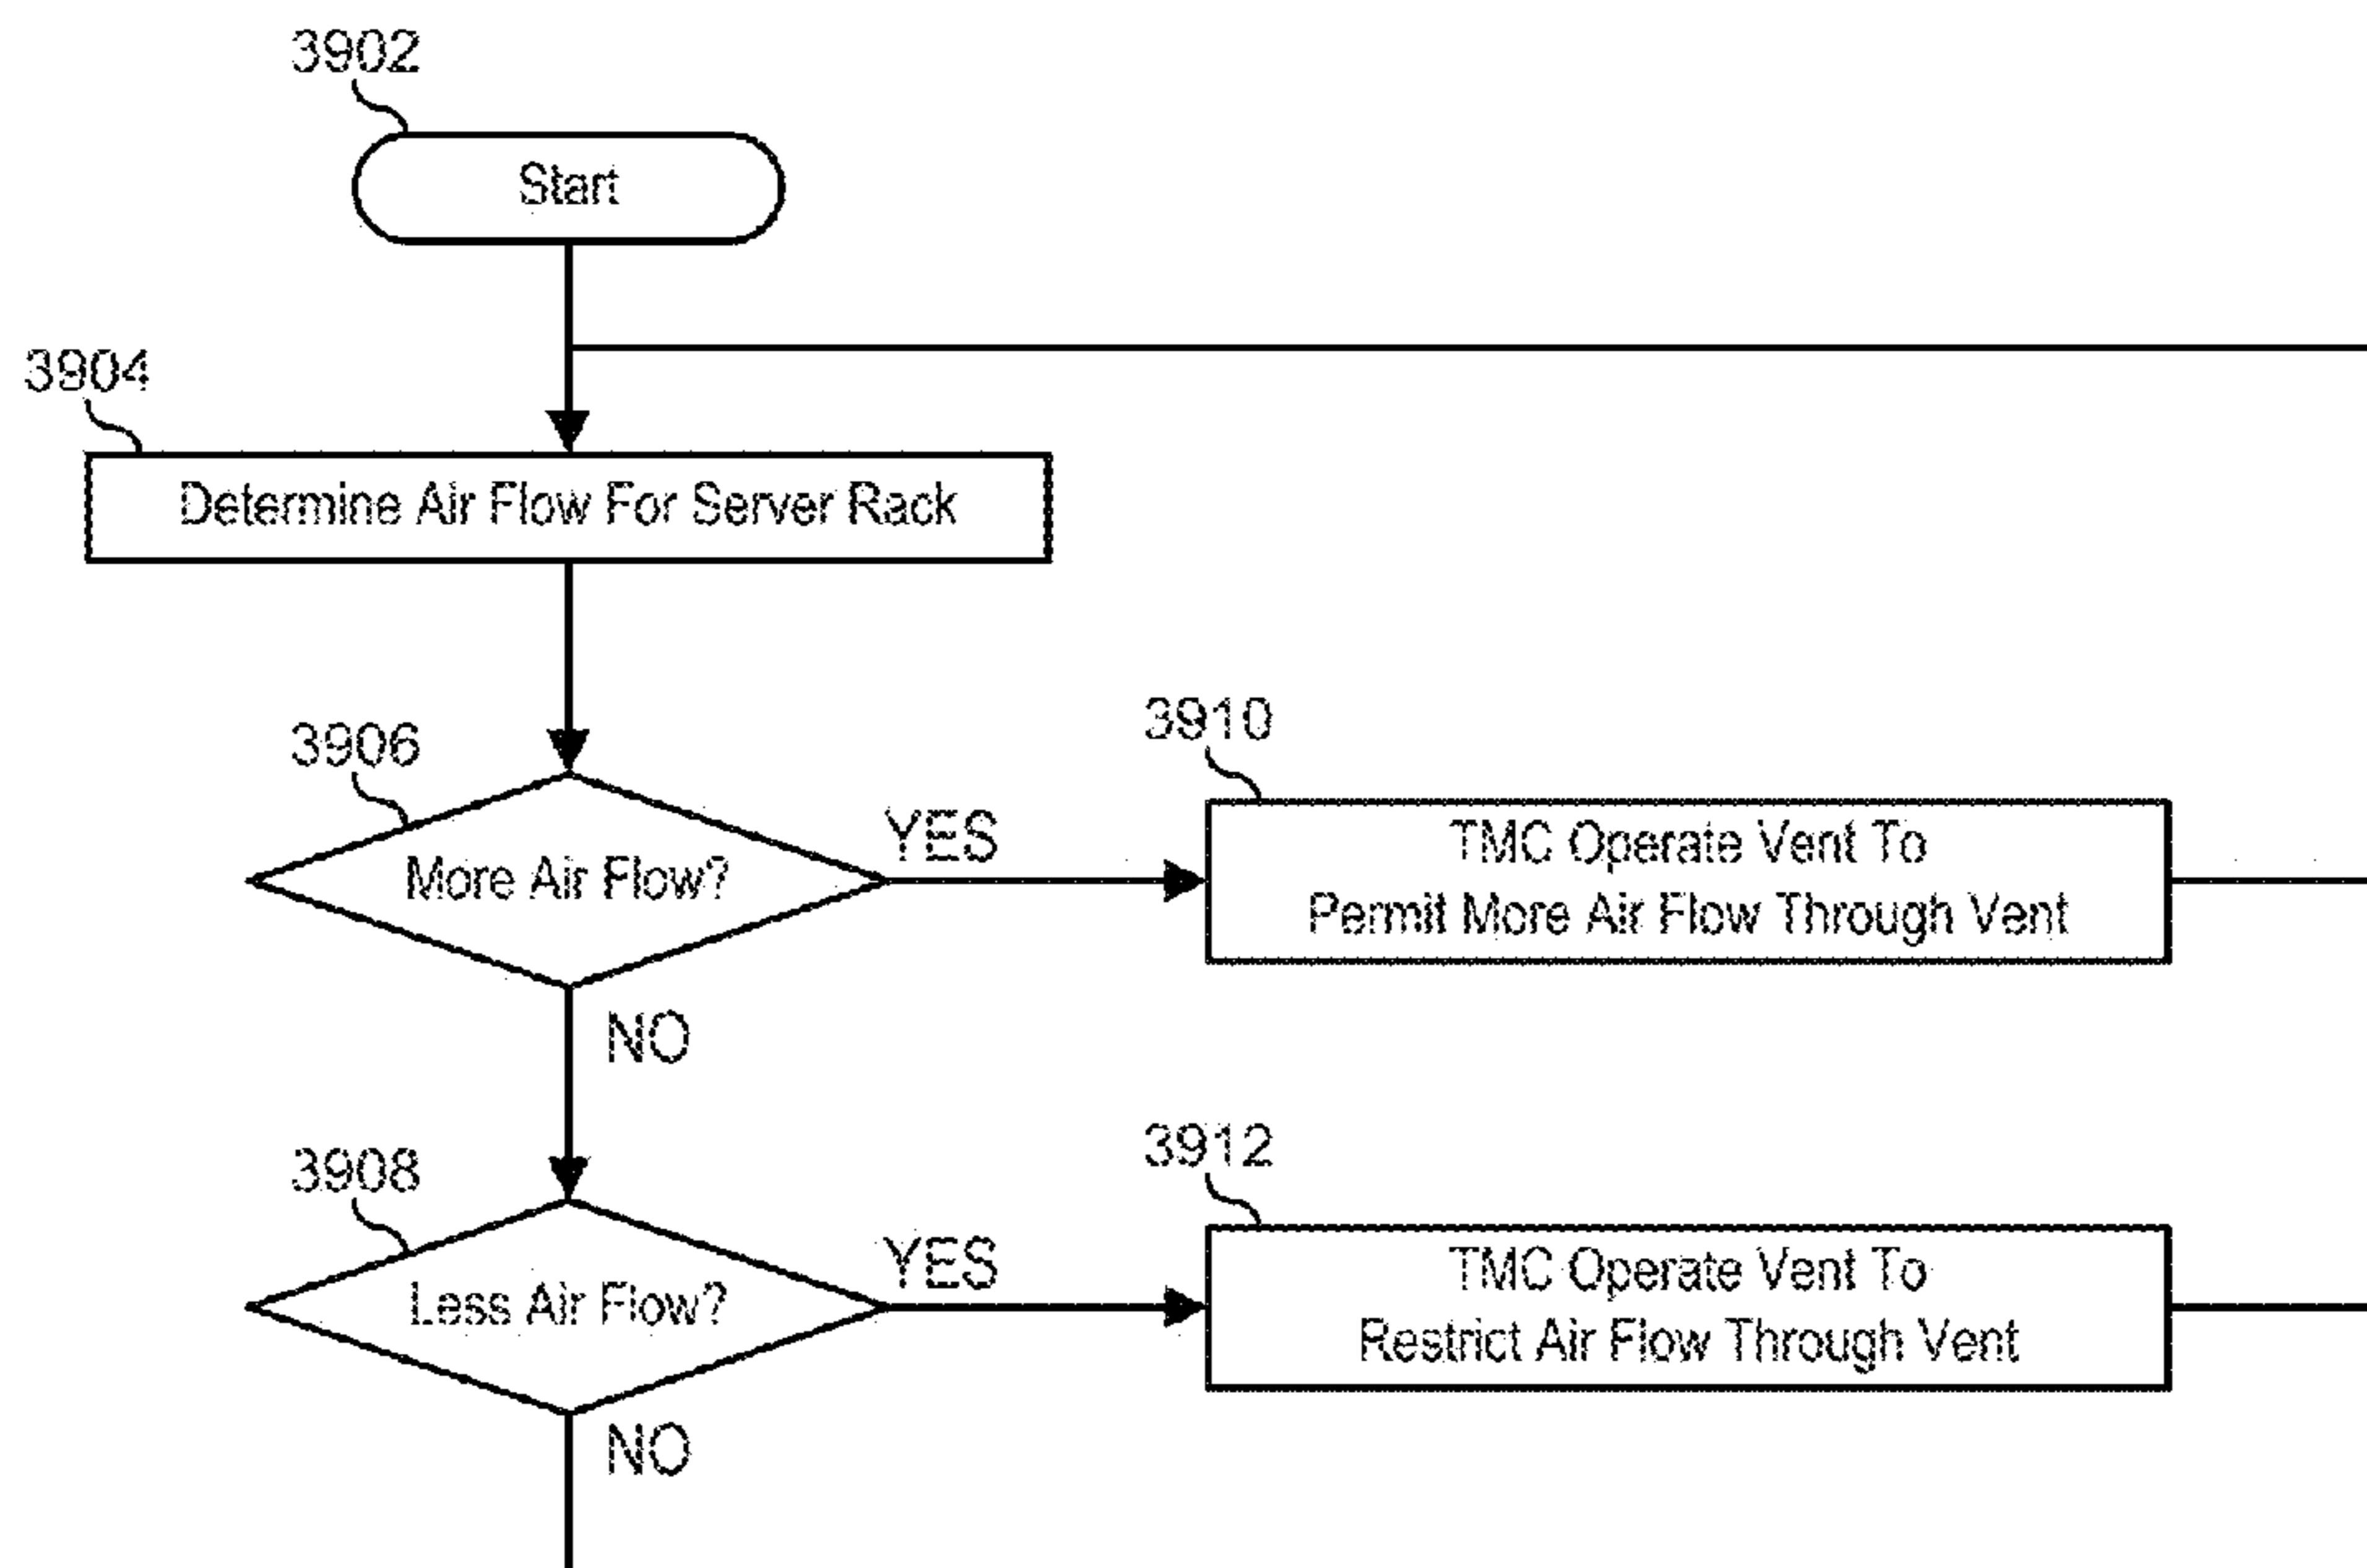 3902
Start
3904
Determine Air Flow For Server Rack
3906
More Air Flow?
YES
3910
TMC Operate Vent To
Permit More Air Flow Through Vent
NO
3908
Less Air Flow?
YES
3912
TMC Operate Vent To
Restrict Air Flow Through Vent
NO